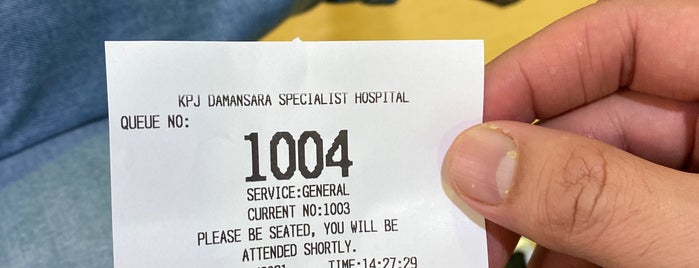 KPJ DAMANSARA SPECIALIST HOSPITAL
QUEUE NO:
1004
SERVICE:GENERAL
CURRENT NO:1003
PLEASE BE SEATED, YOU WILL BE
ATTENDED SHORTLY.
TIME:14:27:29